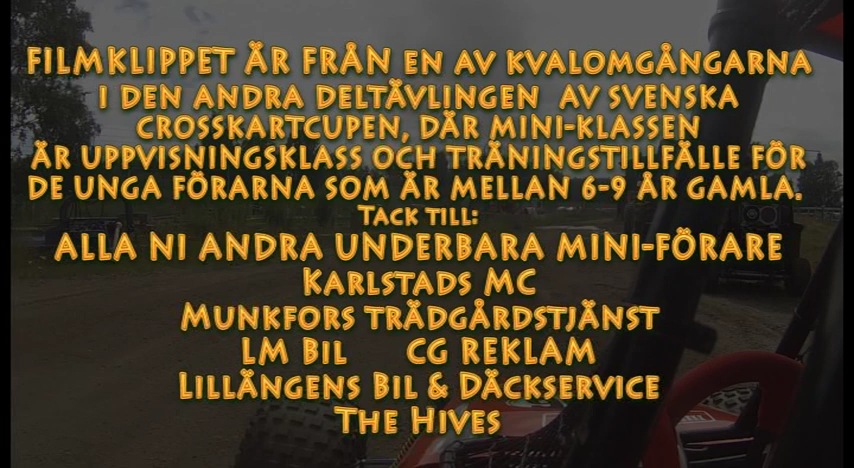 FILMKLIPPET ÄR FRÅN EN AV KVALOMGÅNGARNA
I DEN ANDRA DELTÄVLINGEN AV SVENSKA
CROSSKARTCUPEN, DÄR MINI-KLASSEN
ÄR UPPVISNINGSKLASS OCH TRÄNINGSTILLFÄLLE FÖR
DE UNGA FÖRARNA SOM ÄR MELLAN 6-9 ÅR GAMLA.
TACK TILL:
ALLA NI ANDRA UNDERBARA MINI-FÖRARE
KARLSTADS MC
MUNKFORS TRÄDGÅRDSTJÄNST
LM BIL CG REKLAM
LILLÄNGENS BIL & DÄCKSERVICE
THE HIVES